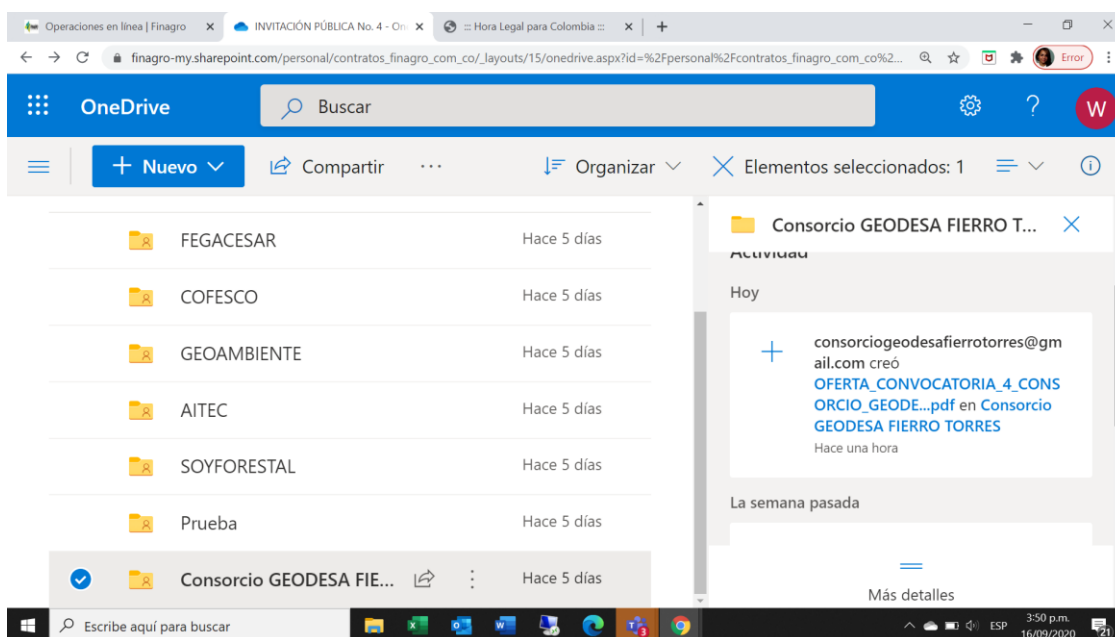 Operaciones en línea | Finagro
INVITACIÓN PÚBLICA No. 4 - On
::: Hora Legal para Colombia :::
finagro-my.sharepoint.com/personal/contratos_finagro_com_co/_layouts/15/onedrive.aspx?id=%2Fpersonal%2Fcontratos_finagro_com_co%2...
Error
OneDrive
Buscar
W
Nuevo
Compartir
Organizar
Elementos seleccionados: 1
FEGACESAR
Hace 5 días
COFESCO
Hace 5 días
GEOAMBIENTE
Hace 5 días
AITEC
Hace 5 días
SOYFORESTAL
Hace 5 días
Prueba
Hace 5 días
Consorcio GEODESA FIE...
Hace 5 días
Consorcio GEODESA FIERRO T...
Actividad
Hoy
consorciogeodesafierrotorres@gm
ail.com creó
OFERTA_CONVOCATORIA_4_CONS
ORCIO_GEODE...pdf en Consorcio
GEODESA FIERRO TORRES
Hace una hora
La semana pasada
Más detalles
Escribe aquí para buscar
ESP
3:50 p.m.
16/09/2020
21